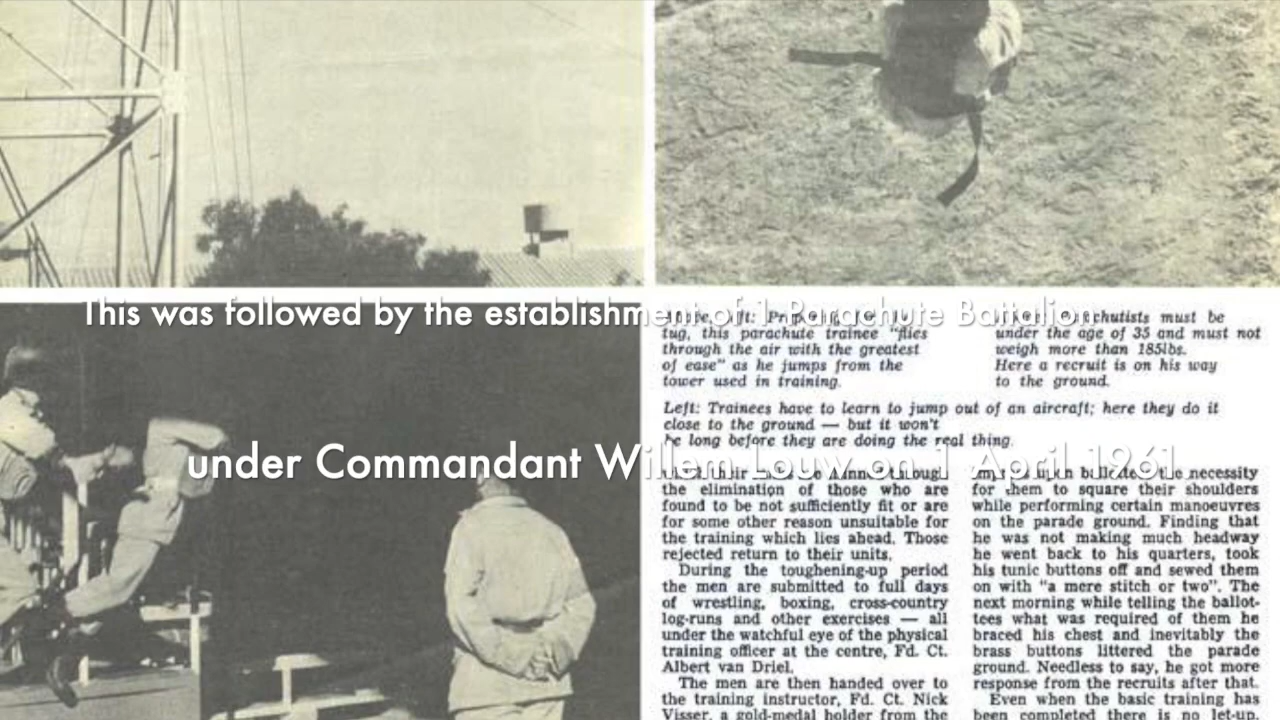 This was followed by the establishment of 1 Parachute Battalion
under Commandant Willem Louw on 1 April 1961
tug, this parachute trainee "flies
through the air with the greatest
of ease" as he jumps from the
tower used in training.
must be
under the age of 35 and must not
weigh more than 185lbs.
Here a recruit is on his way
to the ground.
Left: Trainees have to learn to jump out of an aircraft; here they do it
close to the ground — but it won't
be long before they are doing the real thing.
their
the elimination of those who are
found to be not sufficiently fit or are
for some other reason unsuitable for
the training which lies ahead. Those
rejected return to their units.
During the toughening-up period
the men are submitted to full days
of wrestling, boxing, cross-country
log-runs and other exercises — all
under the watchful eye of the physical
training officer at the centre, Fd. Ct.
Albert van Driel.
The men are then handed over to
the training instructor, Fd. Ct. Nick
Visser, a gold-medal holder from the
upon the necessity
for them to square their shoulders
while performing certain manoeuvres
on the parade ground. Finding that
he was not making much headway
he went back to his quarters, took
his tunic buttons off and sewed them
on with "a mere stitch or two". The
next morning while telling the ballot-
tees what was required of them he
braced his chest and inevitably the
brass buttons littered the parade
ground. Needless to say, he got more
response from the recruits after that.
Even when the basic training has
been completed there is no let-up.